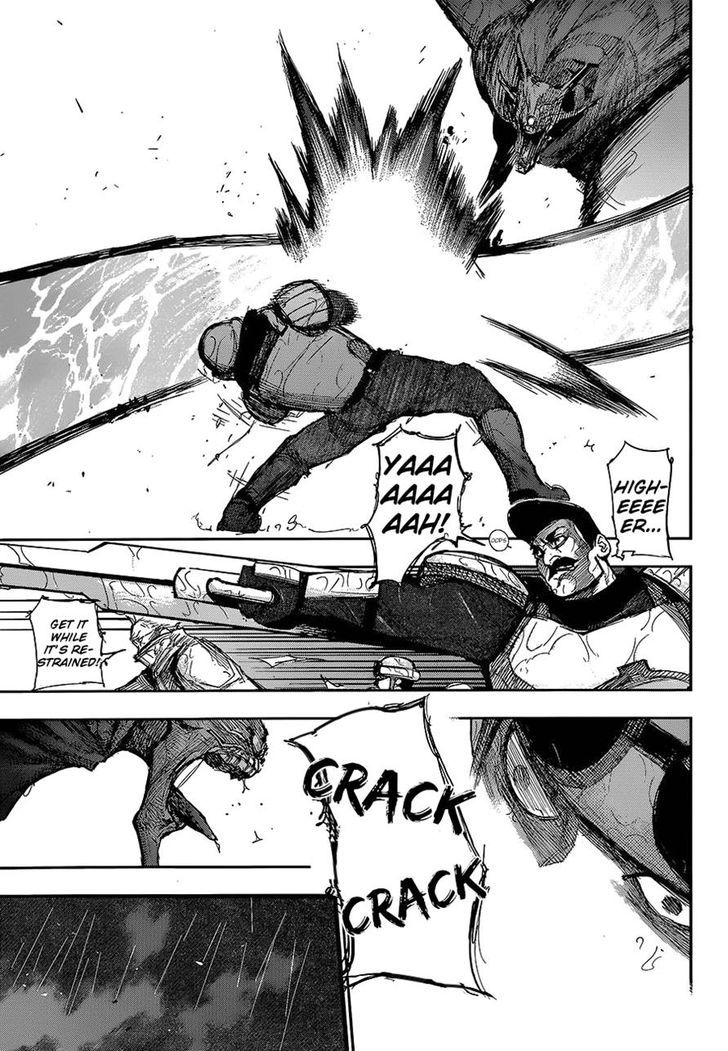 HIGH-
EEEE
ER...
OOPS
YAAA
AAAA
AAH!
GET IT
WHILE
IT'S RE-
STRAINED!!
CRACK
CRACK